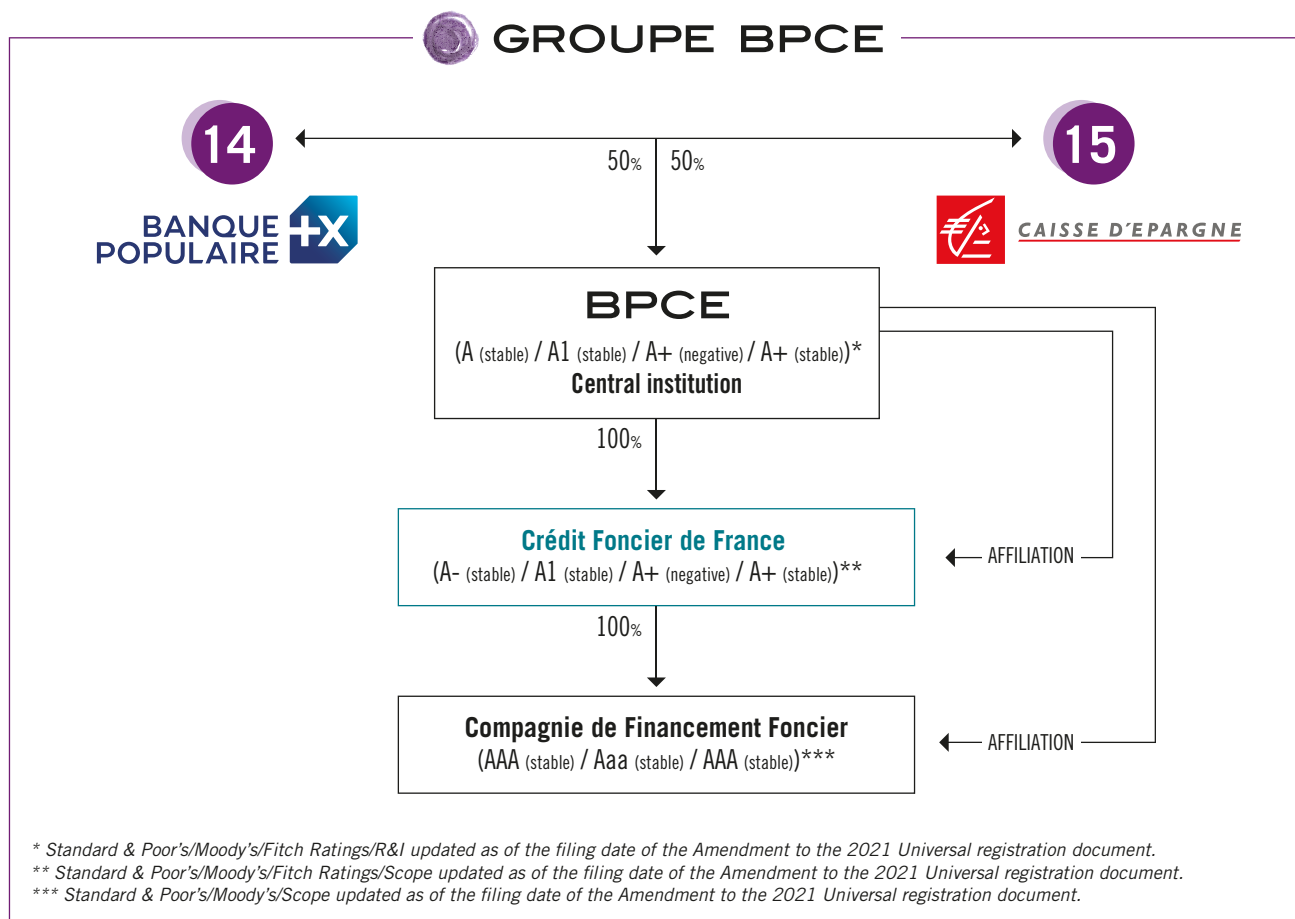 GROUPE BPCE
14
15
50% 50%
BANQUE
POPULAIRE +X
CAISSE D'EPARGNE
BPCE
(A (stable) / A1 (stable) / A+ (negative) / A+ (stable))*
Central institution
100%
Crédit Foncier de France
(A- (stable) / A1 (stable) / A+ (negative) / A+ (stable))**
AFFILIATION
100%
Compagnie de Financement Foncier
(AAA (stable) / Aaa (stable) / AAA (stable))***
AFFILIATION
* Standard & Poor's/Moody's/Fitch Ratings/R&I updated as of the filing date of the Amendment to the 2021 Universal registration document.
** Standard & Poor's/Moody's/Fitch Ratings/Scope updated as of the filing date of the Amendment to the 2021 Universal registration document.
*** Standard & Poor's/Moody's/Scope updated as of the filing date of the Amendment to the 2021 Universal registration document.